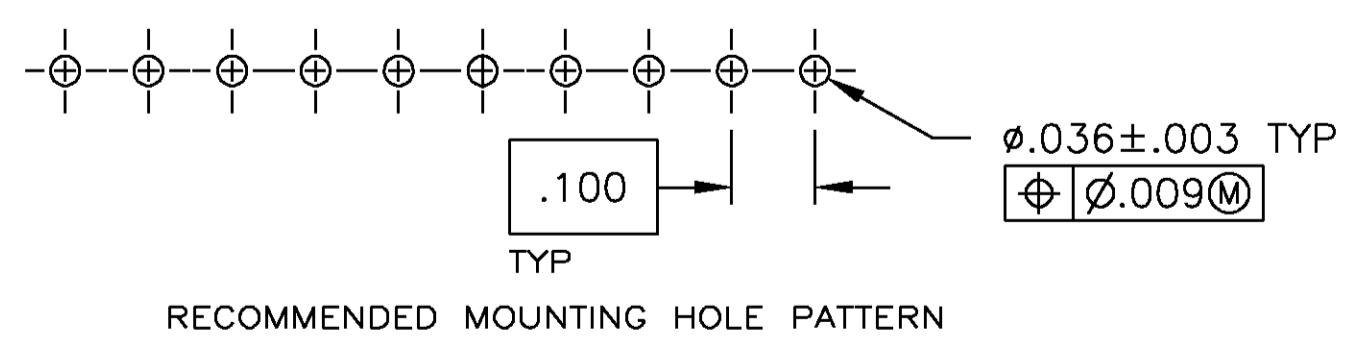 ⌀.036±.003 TYP
⌖ ⌀.009Ⓜ
.100
TYP
RECOMMENDED MOUNTING HOLE PATTERN